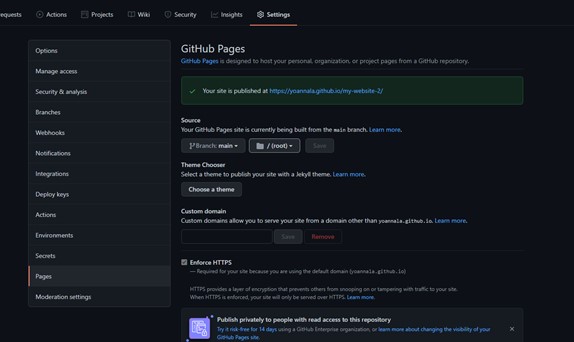 equests Actions Projects Wiki Security Insights Settings
Options
Manage access
Security & analysis
Branches
Webhooks
Notifications
Integrations
Deploy keys
Actions
Environments
Secrets
Pages
Moderation settings
GitHub Pages
GitHub Pages is designed to host your personal, organization, or project pages from a GitHub repository.
Your site is published at https://yoannala.github.io/my-website-2/
Source
Your GitHub Pages site is currently being built from the main branch. Learn more.
Branch: main / (root) Save
Theme Chooser
Select a theme to publish your site with a Jekyll theme. Learn more.
Choose a theme
Custom domain
Custom domains allow you to serve your site from a domain other than yoannala.github.io. Learn more.
Save Remove
Enforce HTTPS
— Required for your site because you are using the default domain (yoannala.github.io)
HTTPS provides a layer of encryption that prevents others from snooping on or tampering with traffic to your site.
When HTTPS is enforced, your site will only be served over HTTPS. Learn more.
Publish privately to people with read access to this repository
Try it risk-free for 14 days using a GitHub Enterprise organization, or learn more about changing the visibility of
your GitHub Pages site.